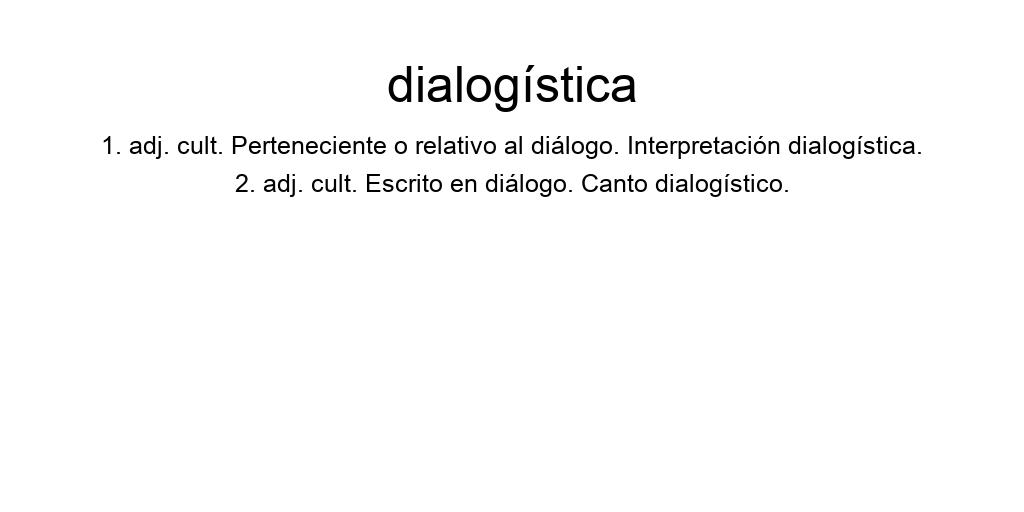 dialogística
1. adj. cult. Perteneciente o relativo al diálogo. Interpretación dialogística.
2. adj. cult. Escrito en diálogo. Canto dialogístico.